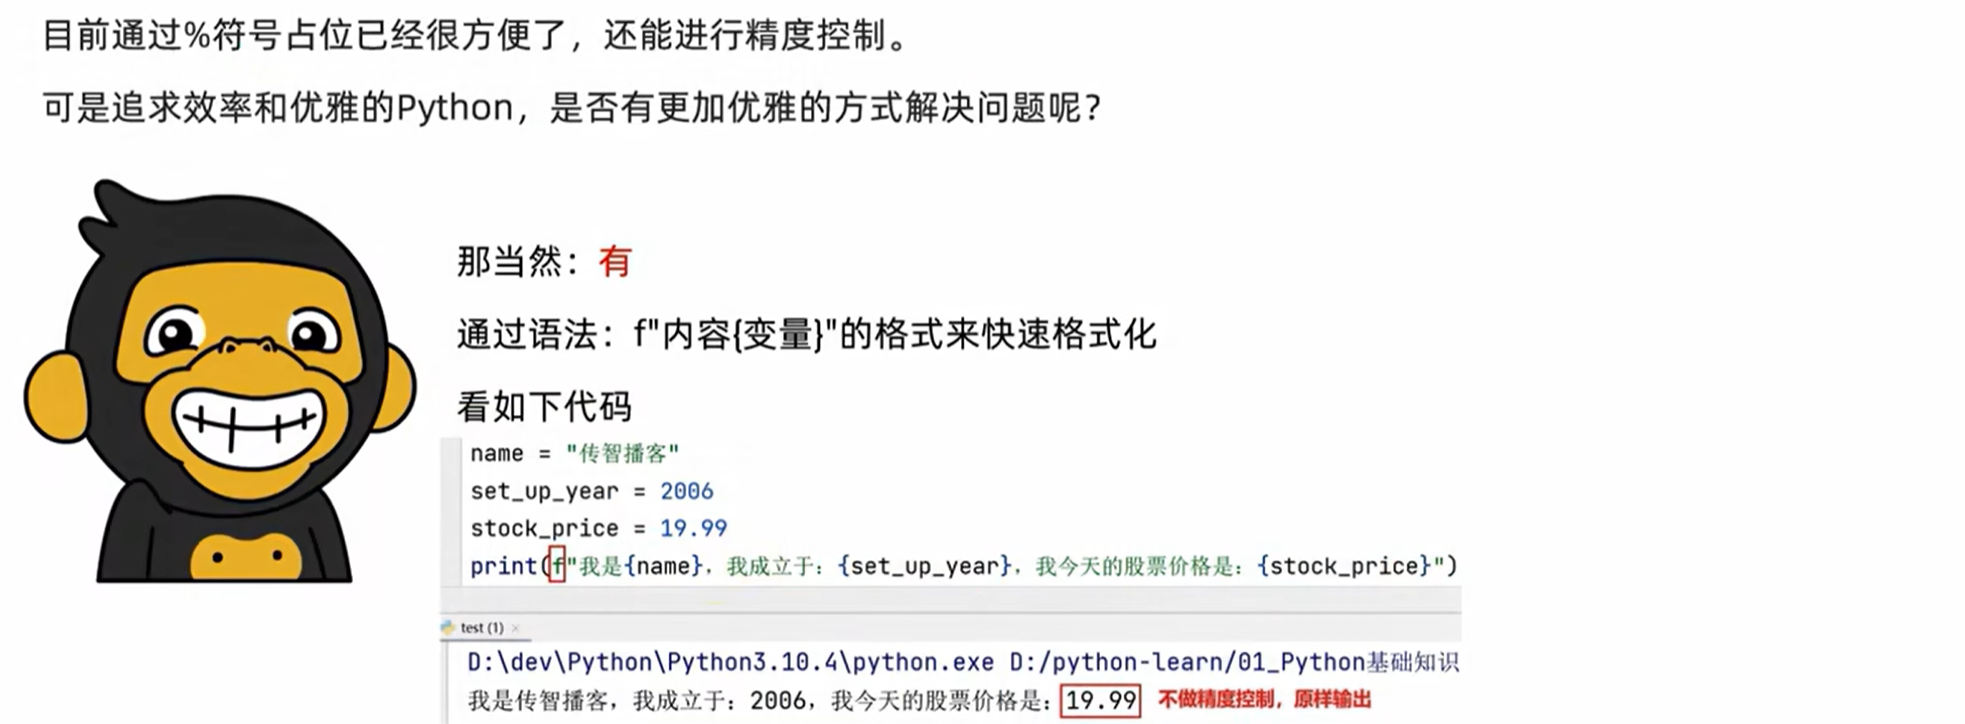 目前通过%符号占位已经很方便了，还能进行精度控制。
可是追求效率和优雅的Python，是否有更加优雅的方式解决问题呢？
那当然：有
通过语法：f"内容{变量}"的格式来快速格式化
看如下代码
name = "传智播客"
set_up_year = 2006
stock_price = 19.99
print(f"我是{name}，我成立于：{set_up_year}，我今天的股票价格是：{stock_price}")
test (1) ×
D:\dev\Python\Python3.10.4\python.exe D:/python-learn/01_Python基础知识
我是传智播客，我成立于：2006，我今天的股票价格是：19.99 不做精度控制，原样输出